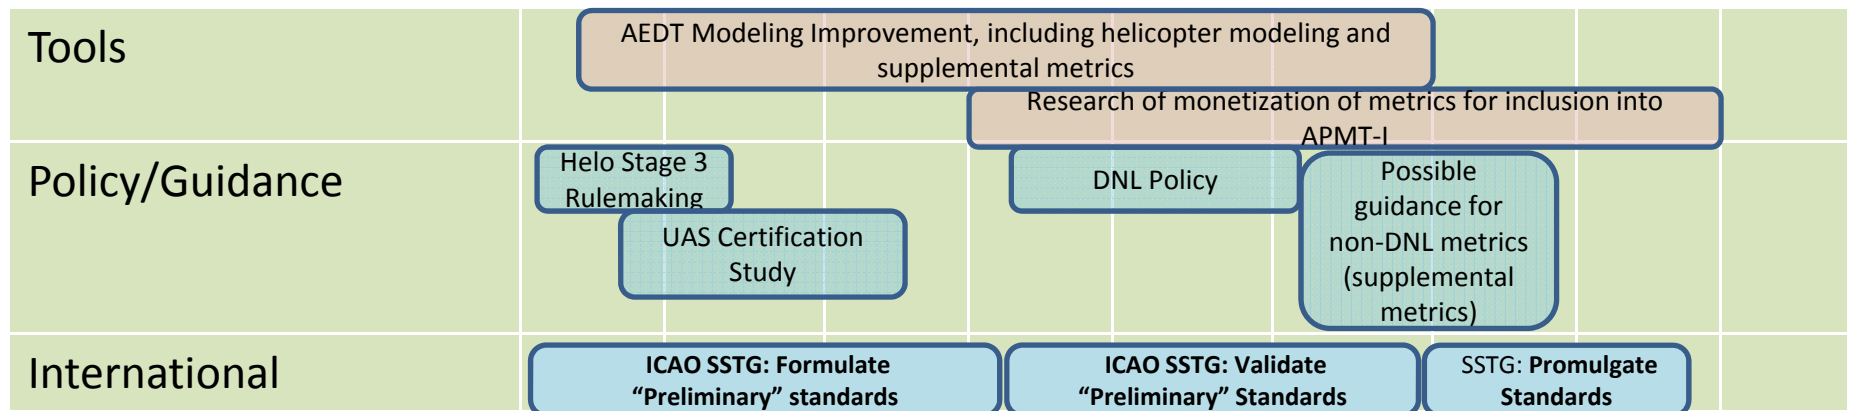 Tools
AEDT Modeling Improvement, including helicopter modeling and
supplemental metrics
Research of monetization of metrics for inclusion into
APMT-I
Policy/Guidance
Helo Stage 3
Rulemaking
UAS Certification
Study
DNL Policy
Possible
guidance for
non-DNL metrics
(supplemental
metrics)
International
ICAO SSTG: Formulate
“Preliminary” standards
ICAO SSTG: Validate
“Preliminary” Standards
SSTG: Promulgate
Standards